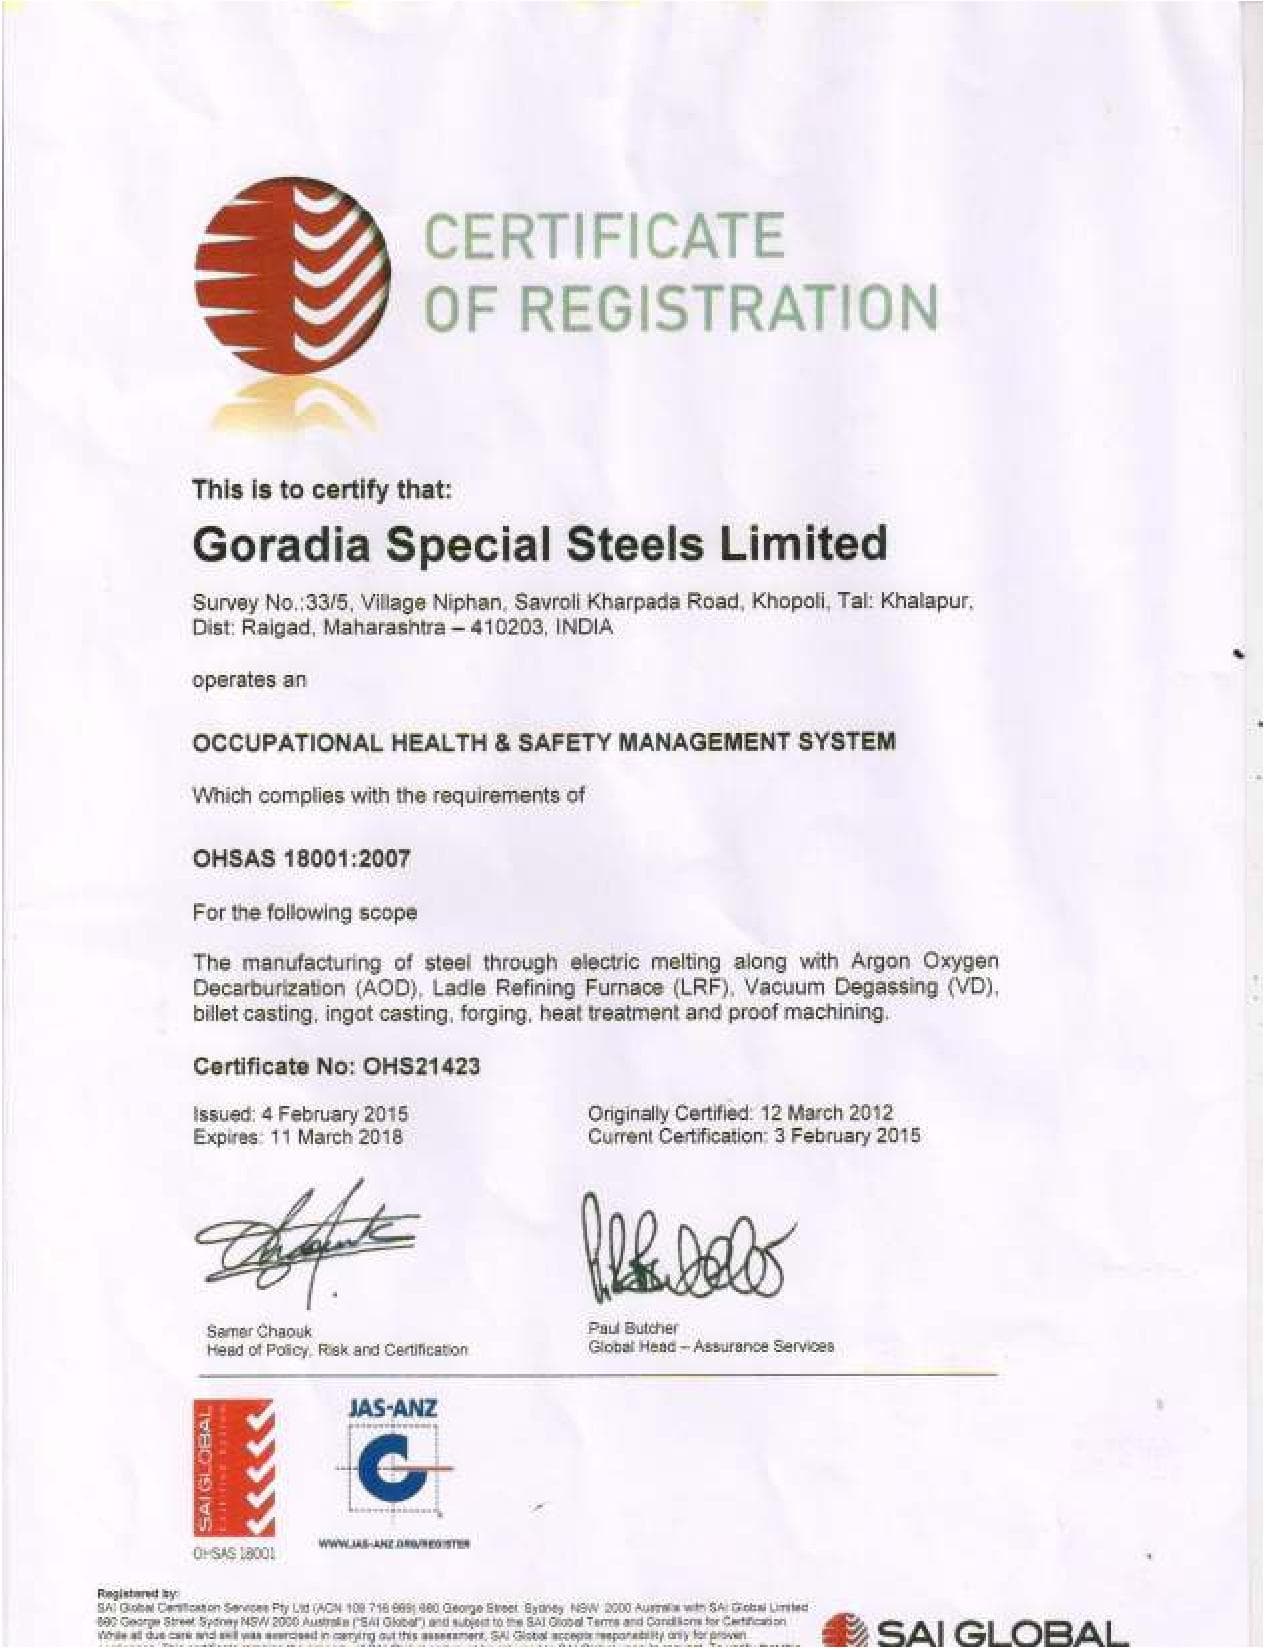 CERTIFICATE
OF REGISTRATION
This is to certify that:
Goradia Special Steels Limited
Survey No.:33/5, Village Niphan, Savroli Kharpada Road, Khopoli, Tal: Khalapur,
Dist: Raigad, Maharashtra – 410203, INDIA
operates an
OCCUPATIONAL HEALTH & SAFETY MANAGEMENT SYSTEM
Which complies with the requirements of
OHSAS 18001:2007
For the following scope
The manufacturing of steel through electric melting along with Argon Oxygen
Decarburization (AOD), Ladle Refining Furnace (LRF), Vacuum Degassing (VD),
billet casting, ingot casting, forging, heat treatment and proof machining.
Certificate No: OHS21423
Issued: 4 February 2015
Expires: 11 March 2018
Originally Certified: 12 March 2012
Current Certification: 3 February 2015
Samer Chaouk
Head of Policy, Risk and Certification
Paul Butcher
Global Head – Assurance Services
SAI GLOBAL
OHSAS 18001
JAS-ANZ
WWW.JAS-ANZ.ORG/REGISTER
Registered by:
SAI Global Certification Services Pty Ltd (ACN 108 716 669) 680 George Street Sydney NSW 2000 Australia with SAI Global Limited
680 George Street Sydney NSW 2000 Australia ("SAI Global") and subject to the SAI Global Terms and Conditions for Certification
While all due care and skill was exercised in carrying out this assessment, SAI Global accepts responsibility only for proven
SAI GLOBAL